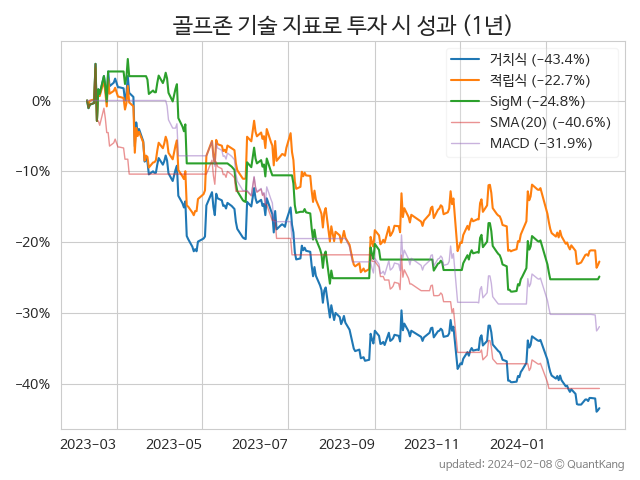 골프존 기술 지표로 투자 시 성과 (1년)
거치식 (−43.4%)
적립식 (−22.7%)
SigM (−24.8%)
SMA(20) (−40.6%)
MACD (−31.9%)
0%
−10%
−20%
−30%
−40%
2023-03 2023-05 2023-07 2023-09 2023-11 2024-01
updated: 2024-02-08 © QuantKang